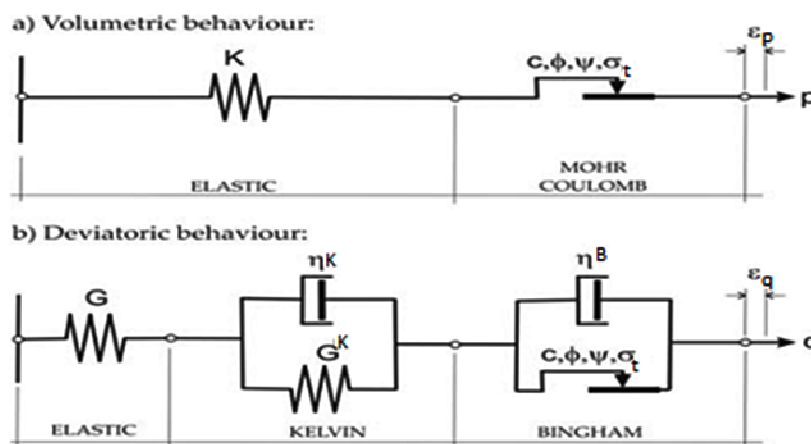 a) Volumetric behaviour:
K
c,ϕ,ψ,σt
εp
p
ELASTIC
MOHR
COULOMB
b) Deviatoric behaviour:
G
ηK
GK
ηB
c,ϕ,ψ,σt
εq
ELASTIC
KELVIN
BINGHAM